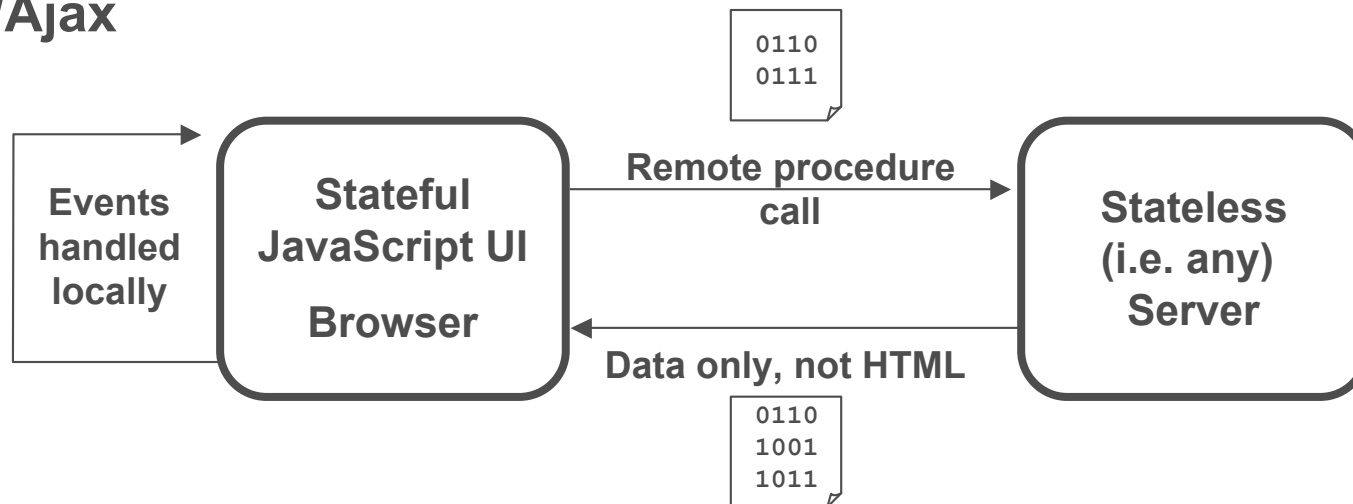 /Ajax
0110
0111
Events
handled
locally
Stateful
JavaScript UI
Browser
Remote procedure
call
Stateless
(i.e. any)
Server
Data only, not HTML
0110
1001
1011